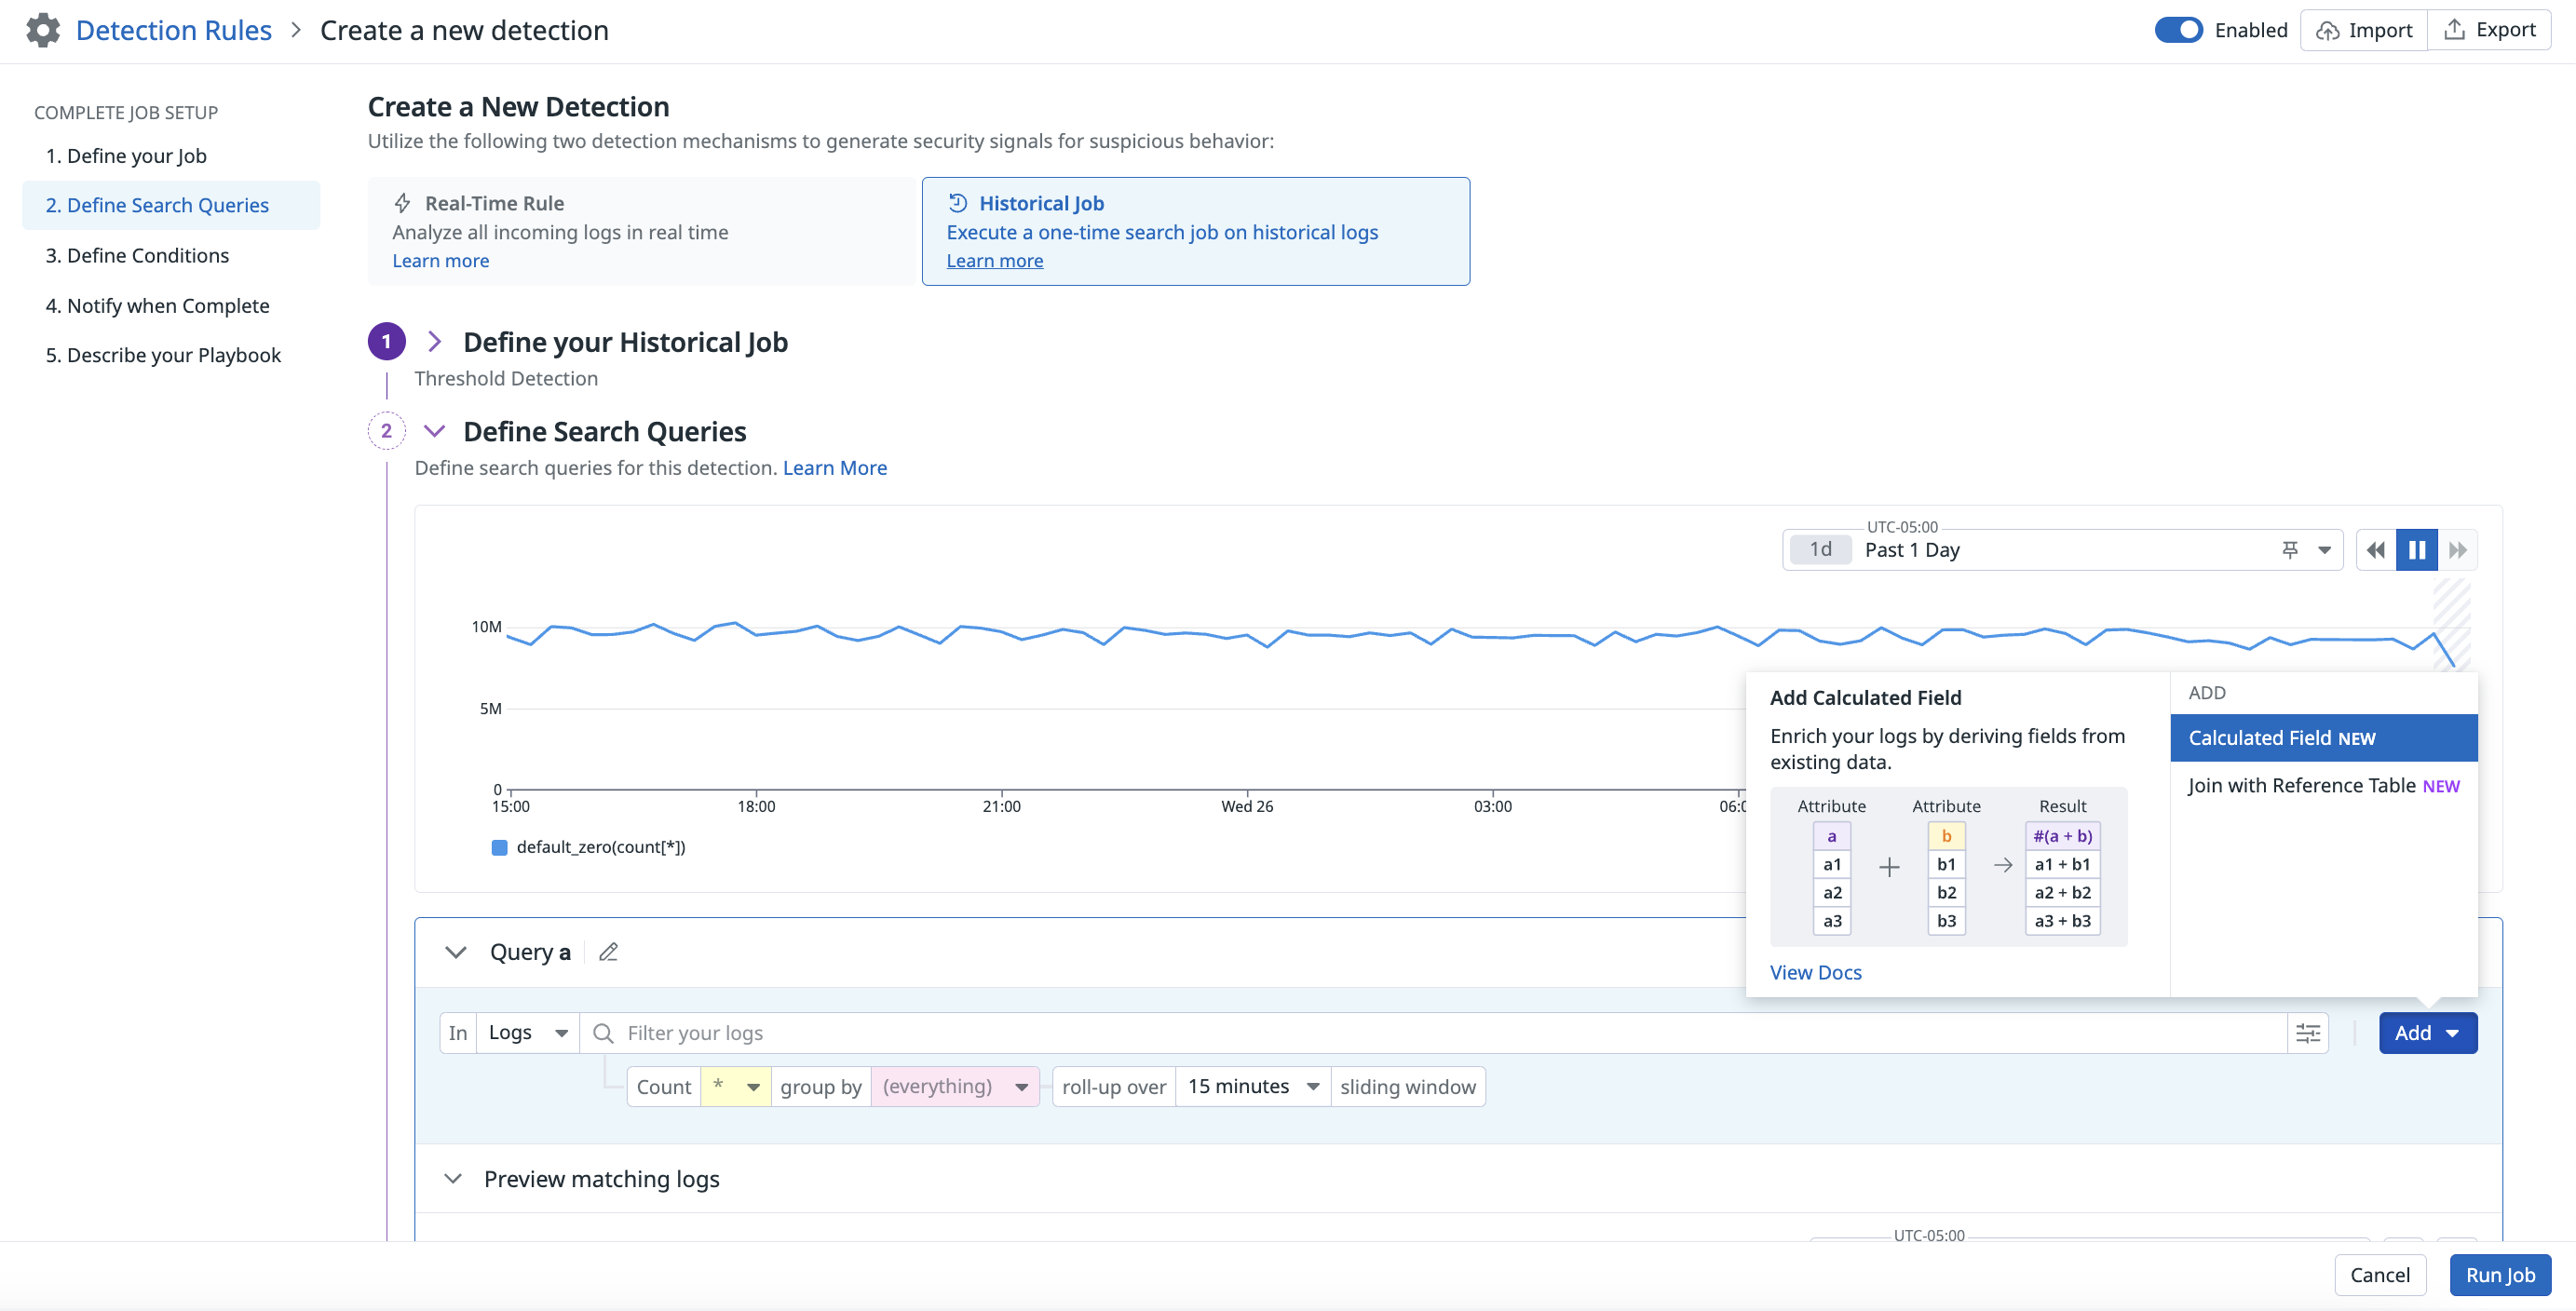 Detection Rules > Create a new detection
Enabled
Import
Export
COMPLETE JOB SETUP
1. Define your Job
2. Define Search Queries
3. Define Conditions
4. Notify when Complete
5. Describe your Playbook
Create a New Detection
Utilize the following two detection mechanisms to generate security signals for suspicious behavior:
Real-Time Rule
Analyze all incoming logs in real time
Learn more
Historical Job
Execute a one-time search job on historical logs
Learn more
1 Define your Historical Job
Threshold Detection
2 Define Search Queries
Define search queries for this detection. Learn More
UTC-05:00
1d Past 1 Day
10M
5M
0
15:00 18:00 21:00 Wed 26 03:00 06:0
default_zero(count[*])
Add Calculated Field
Enrich your logs by deriving fields from
existing data.
Attribute Attribute Result
a b #(a + b)
a1 + b1 → a1 + b1
a2 b2 a2 + b2
a3 b3 a3 + b3
View Docs
ADD
Calculated Field NEW
Join with Reference Table NEW
Query a
In Logs Filter your logs
Add
Count * group by (everything) roll-up over 15 minutes sliding window
Preview matching logs
UTC-05:00
Cancel
Run Job